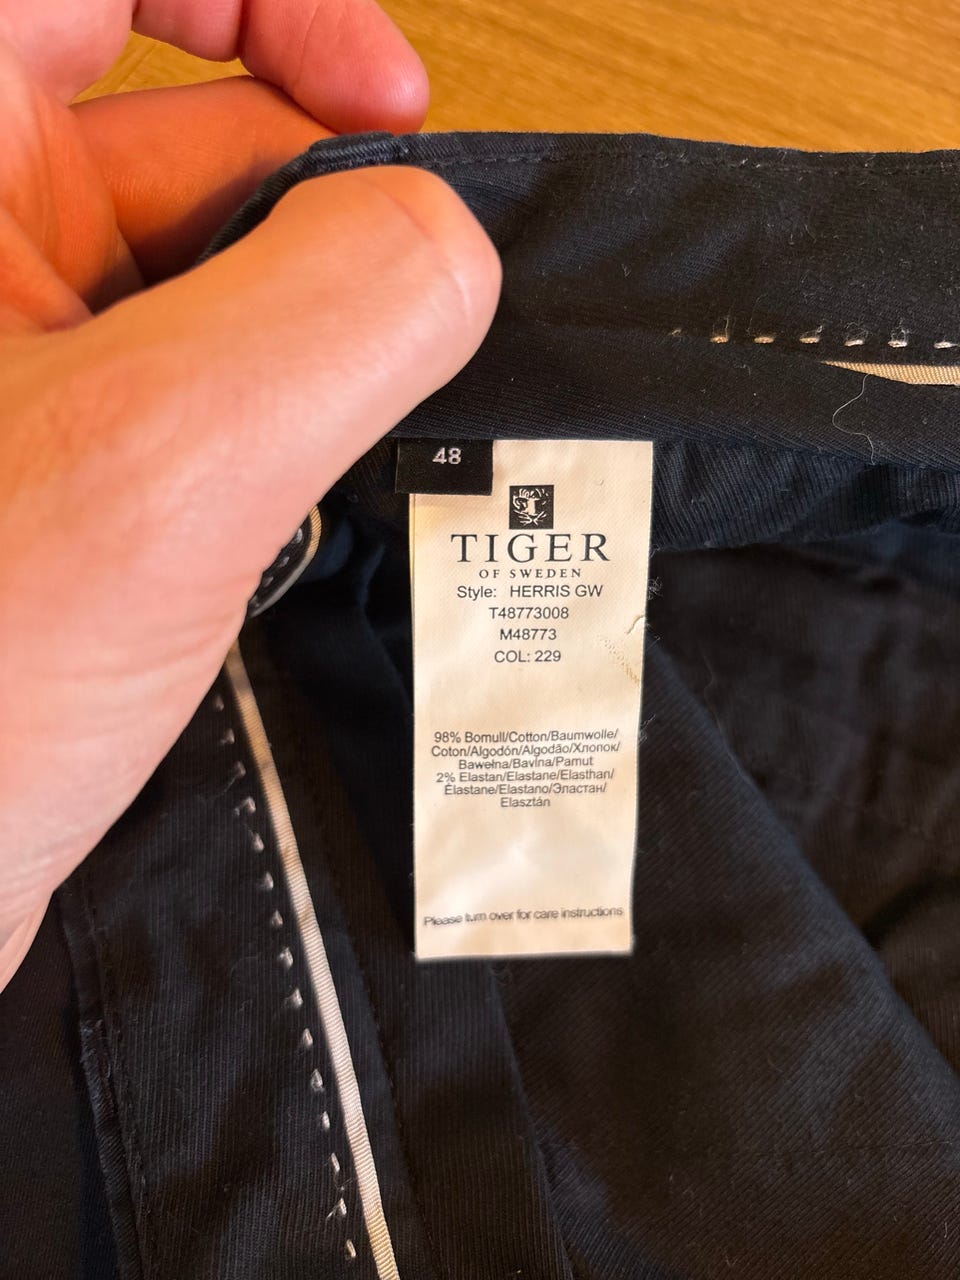 48
TIGER
OF SWEDEN
Style: HERRIS GW
T48773008
M48773
COL: 229
98% Bomull/Cotton/Baumwolle/
Coton/Algodón/Algodão/Хлопок/
Bawełna/Bavlna/Pamut
2% Elastan/Elastane/Elasthan/
Élastane/Elastano/Эластан/
Elasztán
Please turn over for care instructions